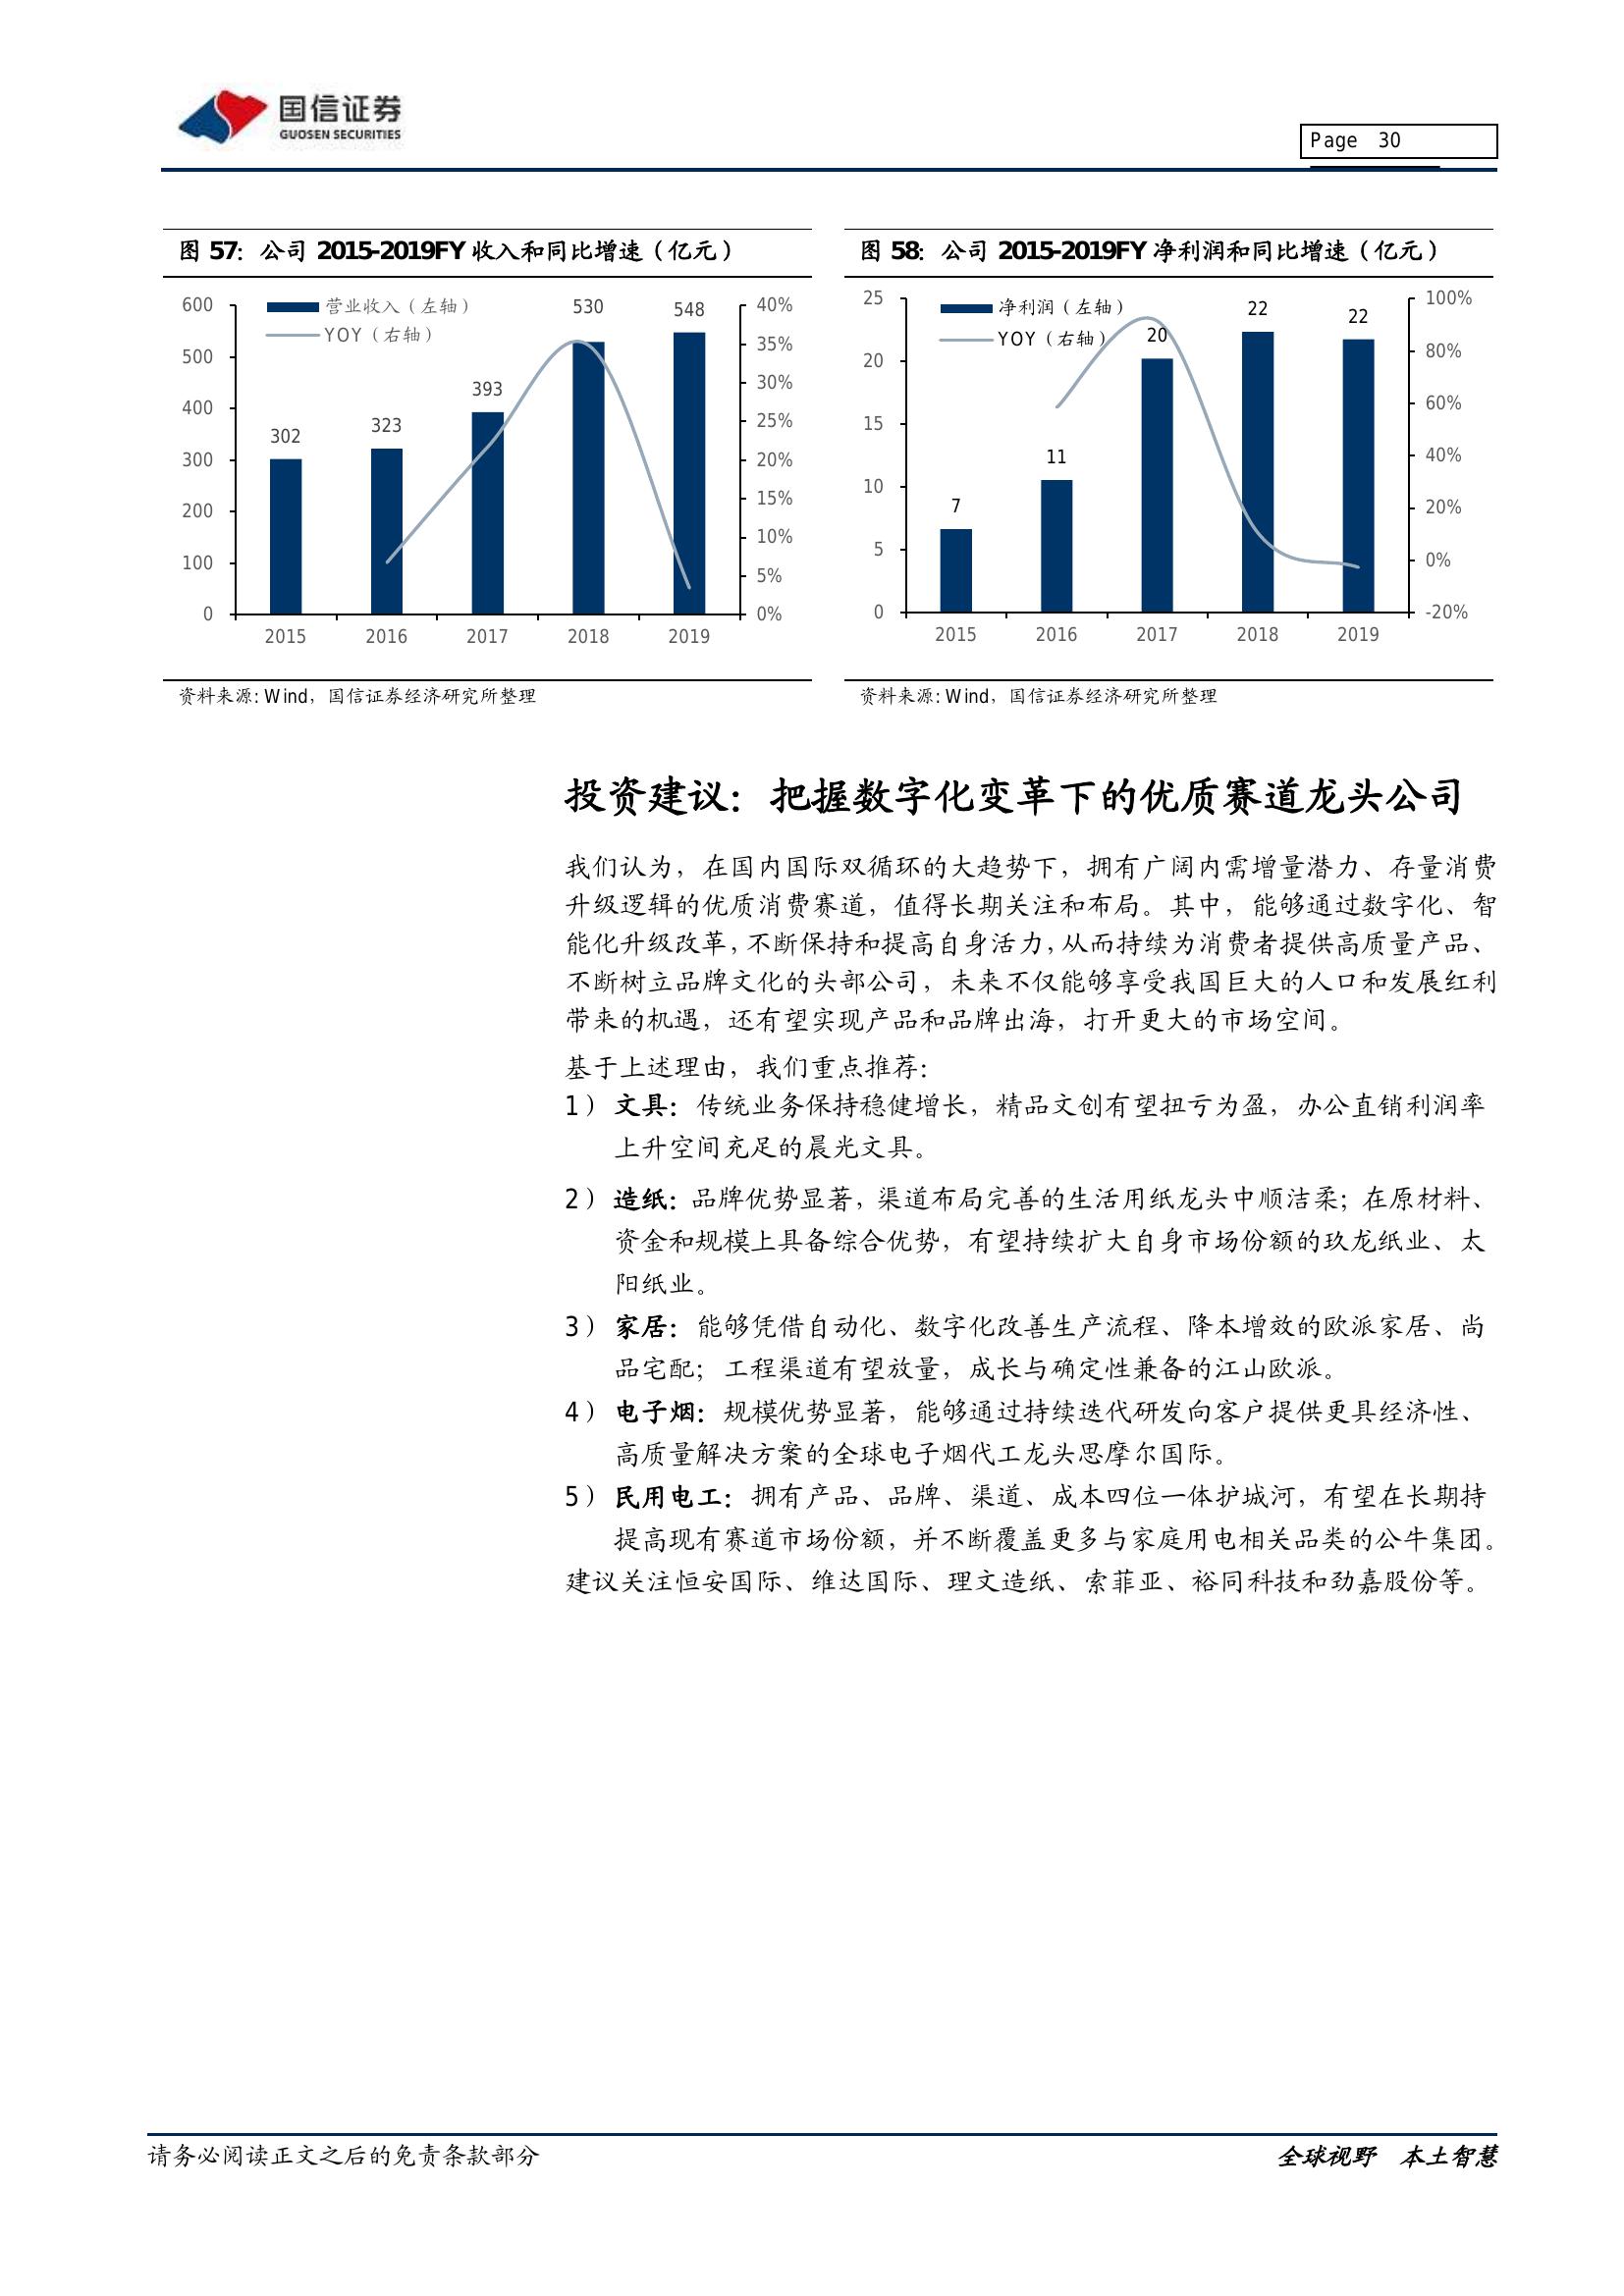 国信证券
GUOSEN SECURITIES
Page 30
图 57：公司 2015-2019FY 收入和同比增速（亿元）
营业收入（左轴）
YOY（右轴）
600
500
400
300
200
100
0
302
323
393
530
548
40%
35%
30%
25%
20%
15%
10%
5%
0%
2015 2016 2017 2018 2019
资料来源：Wind，国信证券经济研究所整理
图 58：公司 2015-2019FY 净利润和同比增速（亿元）
净利润（左轴）
YOY（右轴）
25
20
15
10
5
0
7
11
20
22
22
100%
80%
60%
40%
20%
0%
-20%
2015 2016 2017 2018 2019
资料来源：Wind，国信证券经济研究所整理
投资建议：把握数字化变革下的优质赛道龙头公司
我们认为，在国内国际双循环的大趋势下，拥有广阔内需增量潜力、存量消费
升级逻辑的优质消费赛道，值得长期关注和布局。其中，能够通过数字化、智
能化升级改革，不断保持和提高自身活力，从而持续为消费者提供高质量产品、
不断树立品牌文化的头部公司，未来不仅能够享受我国巨大的人口和发展红利
带来的机遇，还有望实现产品和品牌出海，打开更大的市场空间。
基于上述理由，我们重点推荐：
1） 文具：传统业务保持稳健增长，精品文创有望扭亏为盈，办公直销利润率
上升空间充足的晨光文具。
2） 造纸：品牌优势显著，渠道布局完善的生活用纸龙头中顺洁柔；在原材料、
资金和规模上具备综合优势，有望持续扩大自身市场份额的玖龙纸业、太
阳纸业。
3） 家居：能够凭借自动化、数字化改善生产流程、降本增效的欧派家居、尚
品宅配；工程渠道有望放量，成长与确定性兼备的江山欧派。
4） 电子烟：规模优势显著，能够通过持续迭代研发向客户提供更具经济性、
高质量解决方案的全球电子烟代工龙头思摩尔国际。
5） 民用电工：拥有产品、品牌、渠道、成本四位一体护城河，有望在长期持
提高现有赛道市场份额，并不断覆盖更多与家庭用电相关品类的公牛集团。
建议关注恒安国际、维达国际、理文造纸、索菲亚、裕同科技和劲嘉股份等。
请务必阅读正文之后的免责条款部分
全球视野 本土智慧